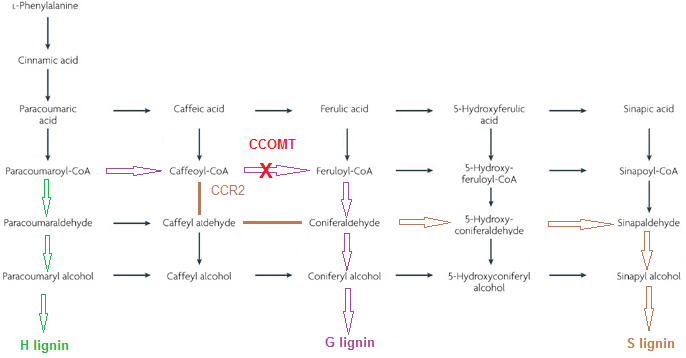 L-Phenylalanine
Cinnamic acid
Paracoumaric
acid
Caffeic acid
Ferulic acid
5-Hydroxyferulic
acid
Sinapic acid
CCOMT
X
Paracoumaroyl-CoA
Caffeoyl-CoA
Feruloyl-CoA
5-Hydroxy-
feruloyl-CoA
Sinapoyl-CoA
CCR2
Paracoumaraldehyde
Caffeyl aldehyde
Coniferaldehyde
5-Hydroxy-
coniferaldehyde
Sinapaldehyde
Paracoumaryl alcohol
Caffeyl alcohol
Coniferyl alcohol
5-Hydroxyconiferyl
alcohol
Sinapyl alcohol
H lignin
G lignin
S lignin